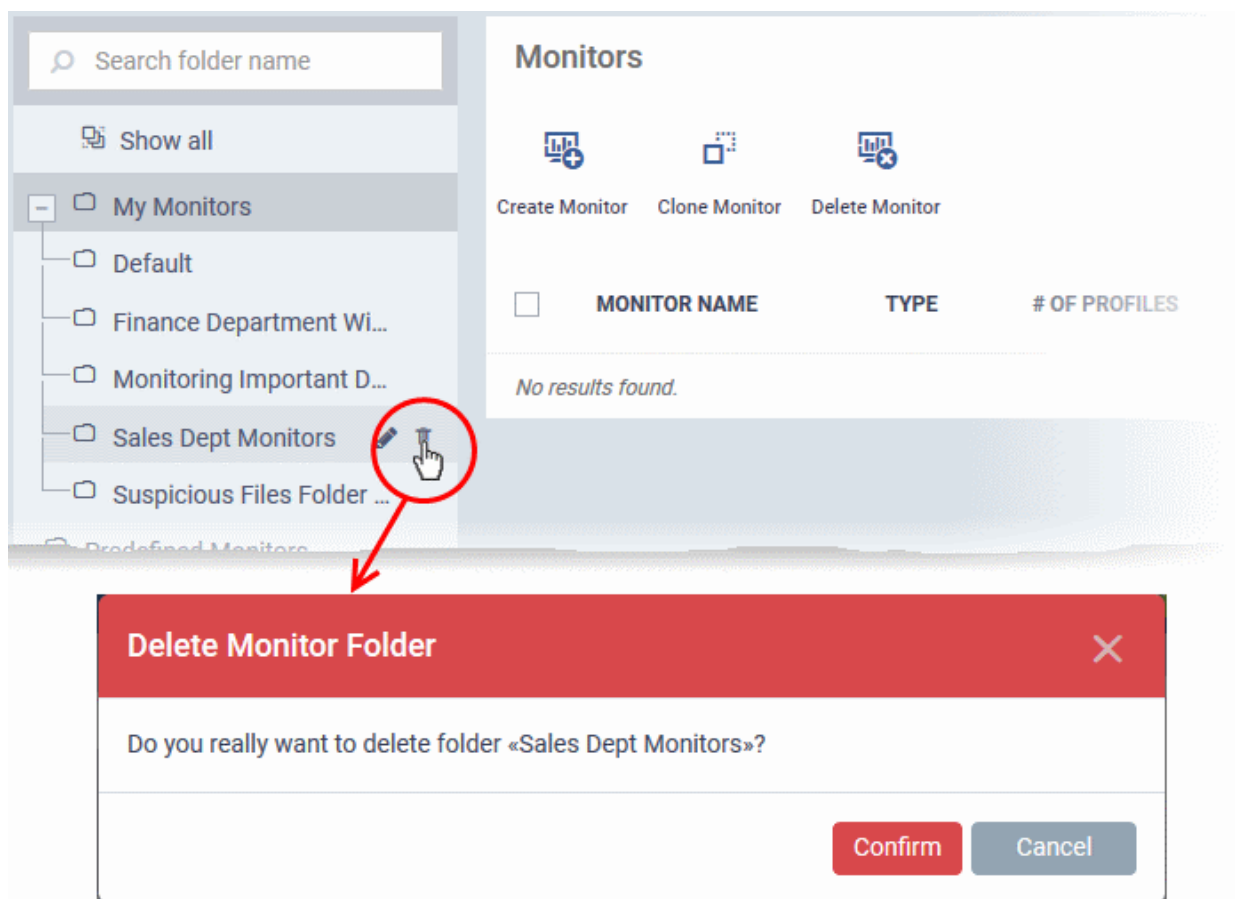 Search folder name
Show all
My Monitors
Default
Finance Department Wi...
Monitoring Important D...
Sales Dept Monitors
Suspicious Files Folder ...
Predefined Monitors
Monitors
Create Monitor Clone Monitor Delete Monitor
MONITOR NAME TYPE # OF PROFILES
No results found.
Delete Monitor Folder
Do you really want to delete folder «Sales Dept Monitors»?
Confirm Cancel